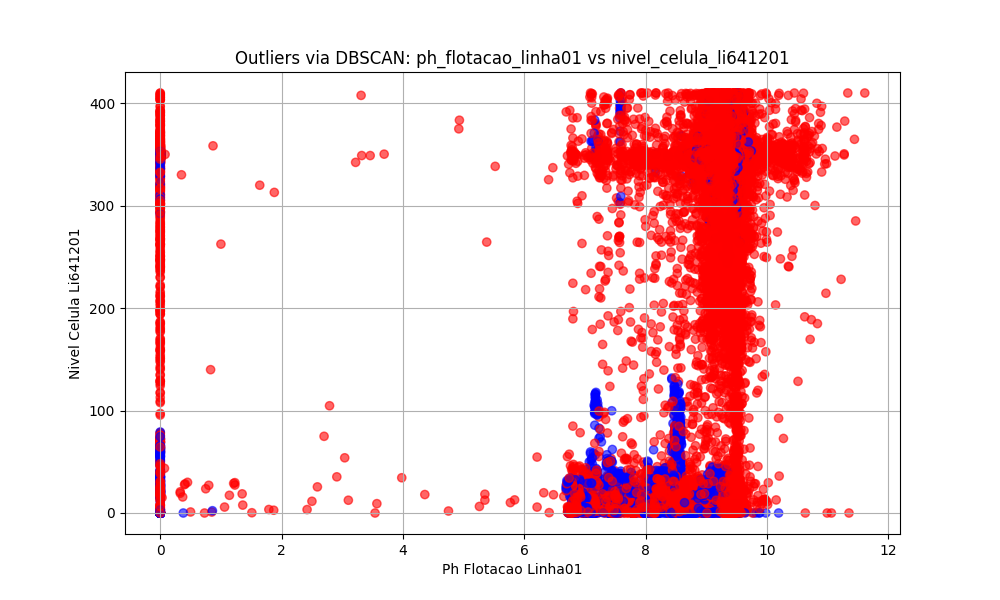 Outliers via DBSCAN: ph_flotacao_linha01 vs nivel_celula_li641201
400
300
200
100
0
Nivel Celula Li641201
0 2 4 6 8 10 12
Ph Flotacao Linha01